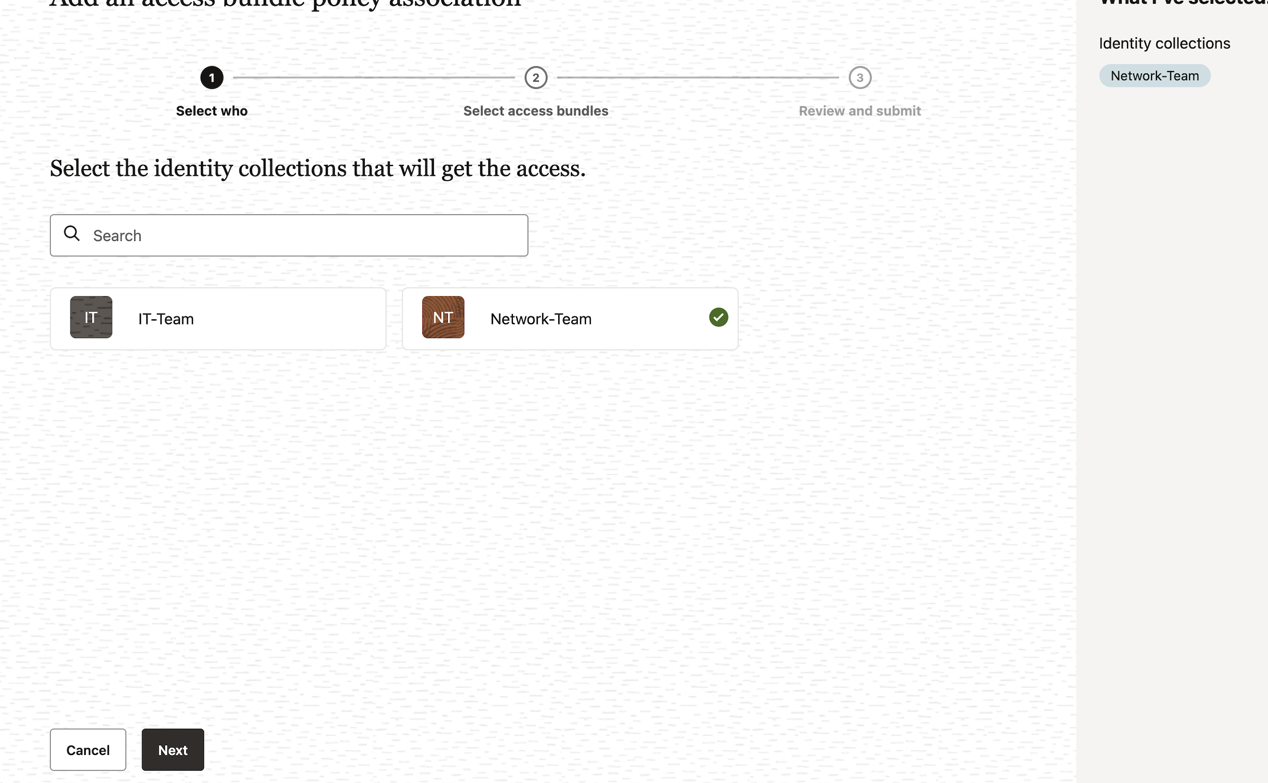 Add an access bundle policy association
What I've selected
Identity collections
Network-Team
1
2
3
Select who
Select access bundles
Review and submit
Select the identity collections that will get the access.
Search
IT
IT-Team
NT
Network-Team
Cancel
Next